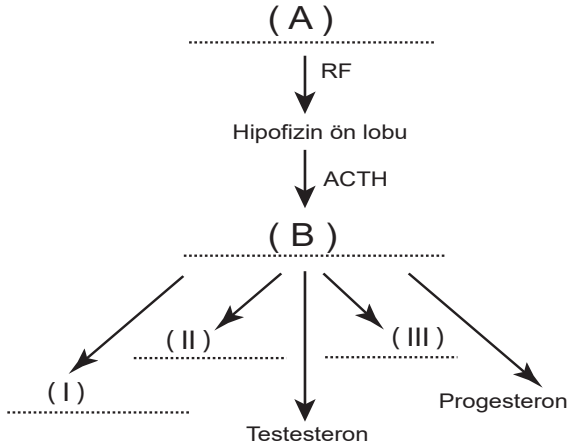 ( A )
RF
Hipofizin ön lobu
ACTH
( B )
( II )
( III )
( I )
Progesteron
Testesteron